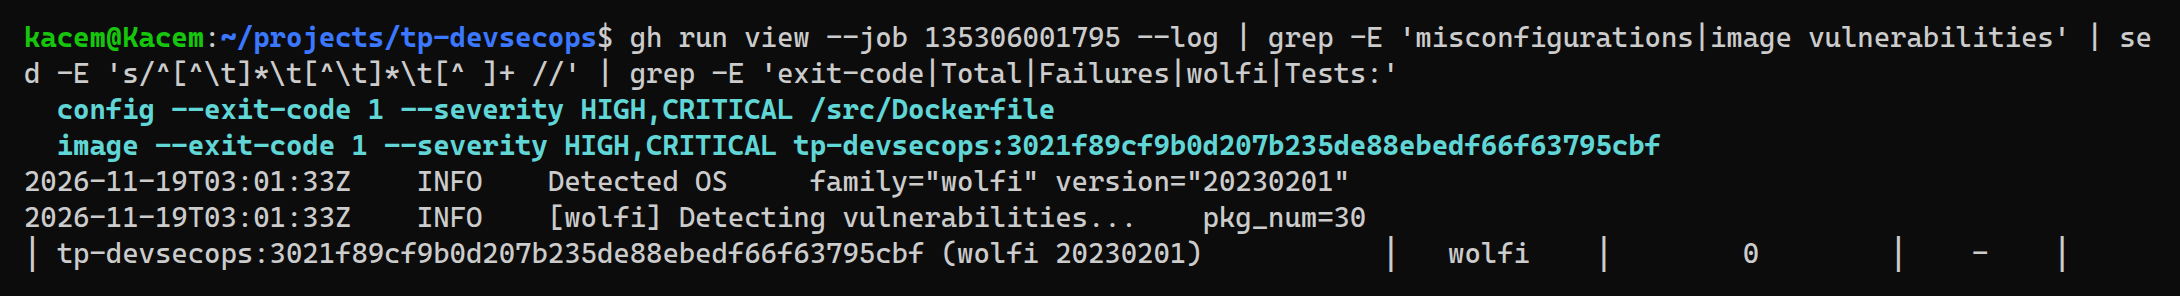 kacem@Kacem:~/projects/tp-devsecops$ gh run view --job 135306001795 --log | grep -E 'misconfigurations|image vulnerabilities' | se
d -E 's/^[^\t]*\t[^\t]*\t[^ ]+ //' | grep -E 'exit-code|Total|Failures|wolfi|Tests:'
  config --exit-code 1 --severity HIGH,CRITICAL /src/Dockerfile
  image --exit-code 1 --severity HIGH,CRITICAL tp-devsecops:3021f89cf9b0d207b235de88ebedf66f63795cbf
2026-11-19T03:01:33Z    INFO    Detected OS     family="wolfi" version="20230201"
2026-11-19T03:01:33Z    INFO    [wolfi] Detecting vulnerabilities...    pkg_num=30
│ tp-devsecops:3021f89cf9b0d207b235de88ebedf66f63795cbf (wolfi 20230201)           │   wolfi    │        0        │    -    │